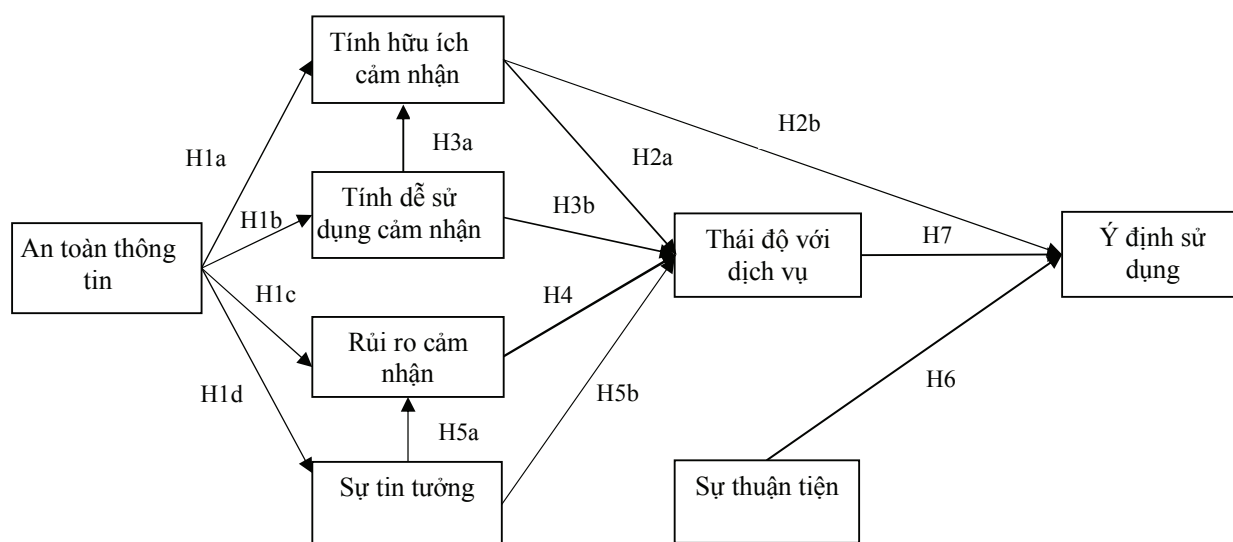 Tính hữu ích
cảm nhận
H2b
H3a
H2a
H1a
Tính dễ sử
dụng cảm nhận
H3b
H1b
An toàn thông
tin
Thái độ với
dịch vụ
H7
Ý định sử
dụng
H1c
H4
Rủi ro cảm
nhận
H1d
H5b
H6
H5a
Sự tin tưởng
Sự thuận tiện